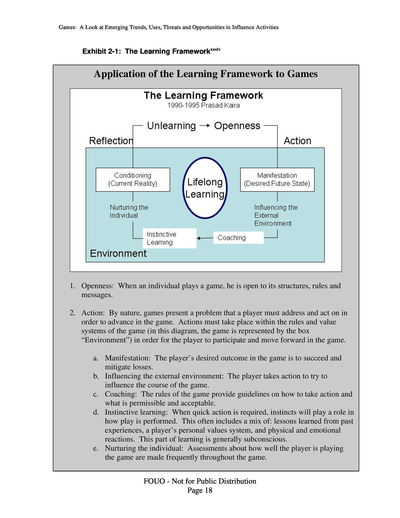 Games: A Look at Emerging Trends, Uses, Threats and Opportunities in Influence Activities
Exhibit 2-1: The Learning Framework
Application of the Learning Framework to Games
The Learning Framework
1990-1995 Prasad Kaira
Unlearning → Openness
Reflection
Action
Conditioning
(Current Reality)
Lifelong
Learning
Manifestation
(Desired Future State)
Nurturing the
Individual
Influencing the
External
Environment
Instinctive
Learning
Coaching
Environment
1. Openness: When an individual plays a game, he is open to its structures, rules and
messages.
2. Action: By nature, games present a problem that a player must address and act on in
order to advance in the game. Actions must take place within the rules and value
systems of the game (in this diagram, the game is represented by the box
"Environment") in order for the player to participate and move forward in the game.
a. Manifestation: The player's desired outcome in the game is to succeed and
mitigate losses.
b. Influencing the external environment: The player takes action to try to
influence the course of the game.
c. Coaching: The rules of the game provide guidelines on how to take action and
what is permissible and acceptable.
d. Instinctive learning: When quick action is required, instincts will play a role in
how play is performed. This often includes a mix of: lessons learned from past
experiences, a player's personal values system, and physical and emotional
reactions. This part of learning is generally subconscious.
e. Nurturing the individual: Assessments about how well the player is playing
the game are made frequently throughout the game.
FOUO - Not for Public Distribution
Page 18